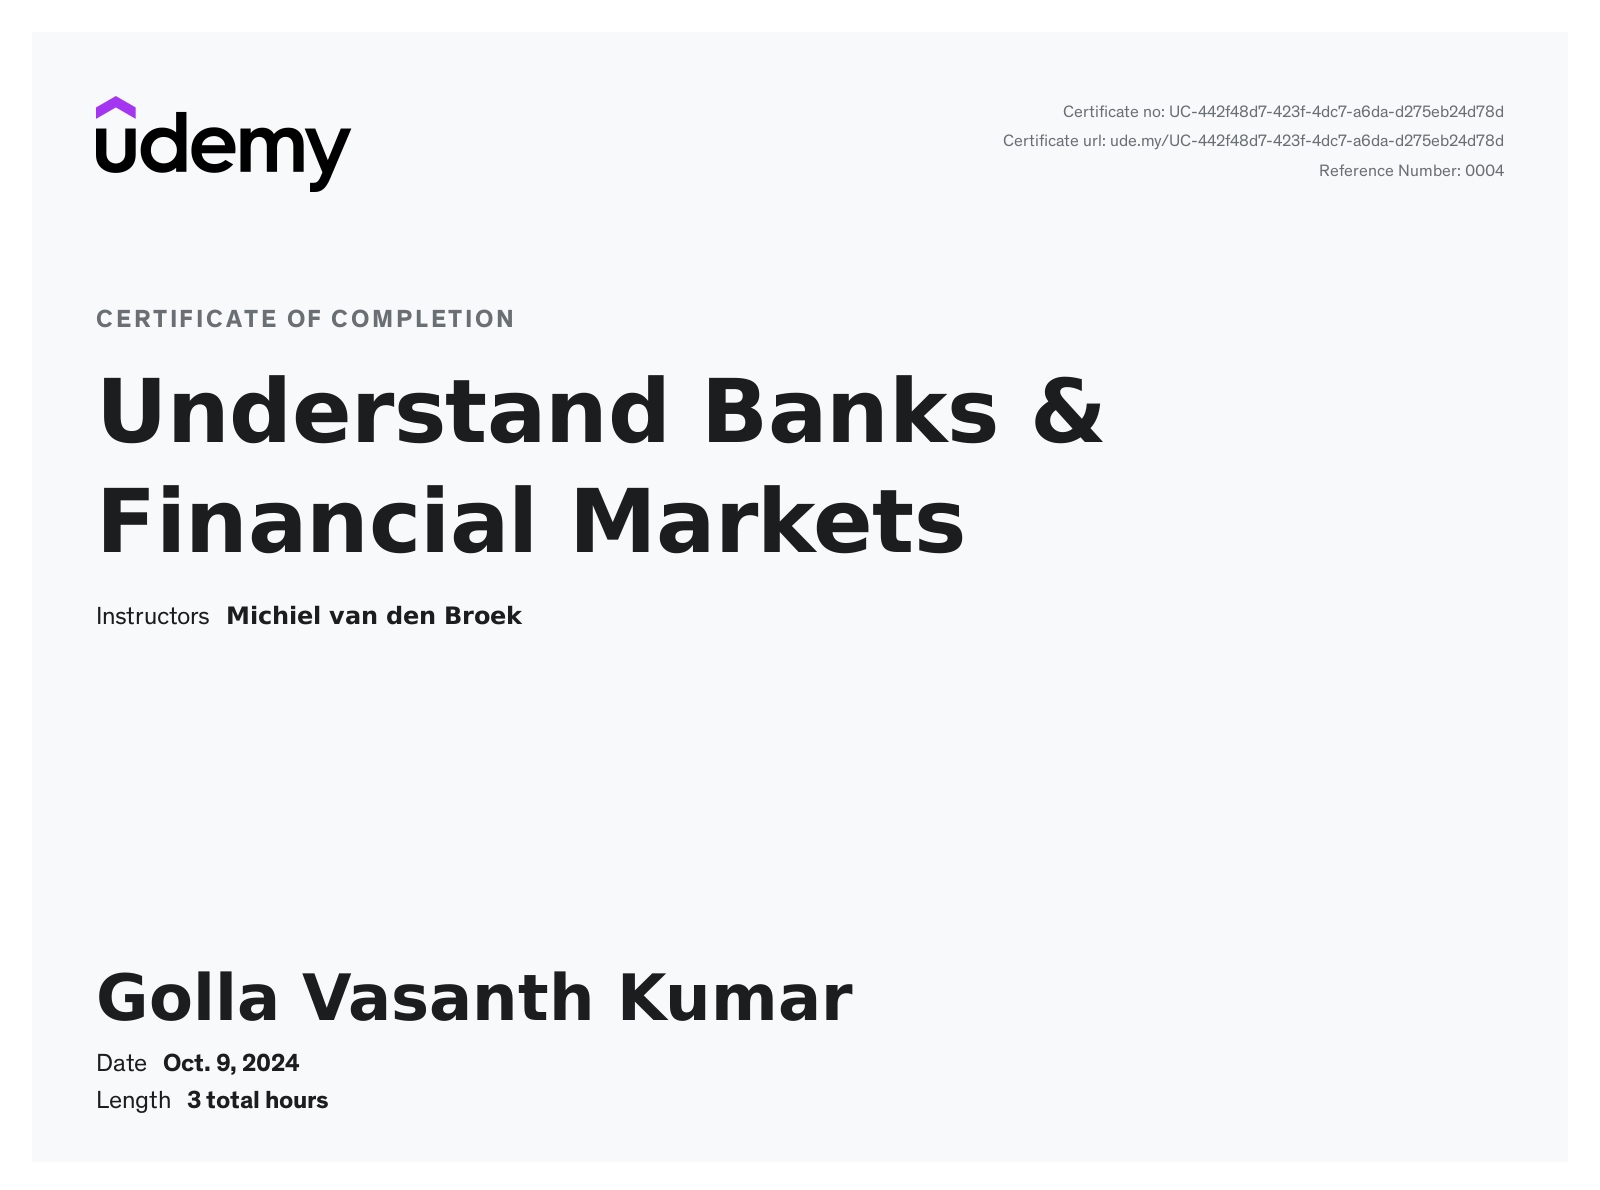 udemy
Certificate no: UC-442f48d7-423f-4dc7-a6da-d275eb24d78d
Certificate url: ude.my/UC-442f48d7-423f-4dc7-a6da-d275eb24d78d
Reference Number: 0004
CERTIFICATE OF COMPLETION
Understand Banks &
Financial Markets
Instructors Michiel van den Broek
Golla Vasanth Kumar
Date Oct. 9, 2024
Length 3 total hours